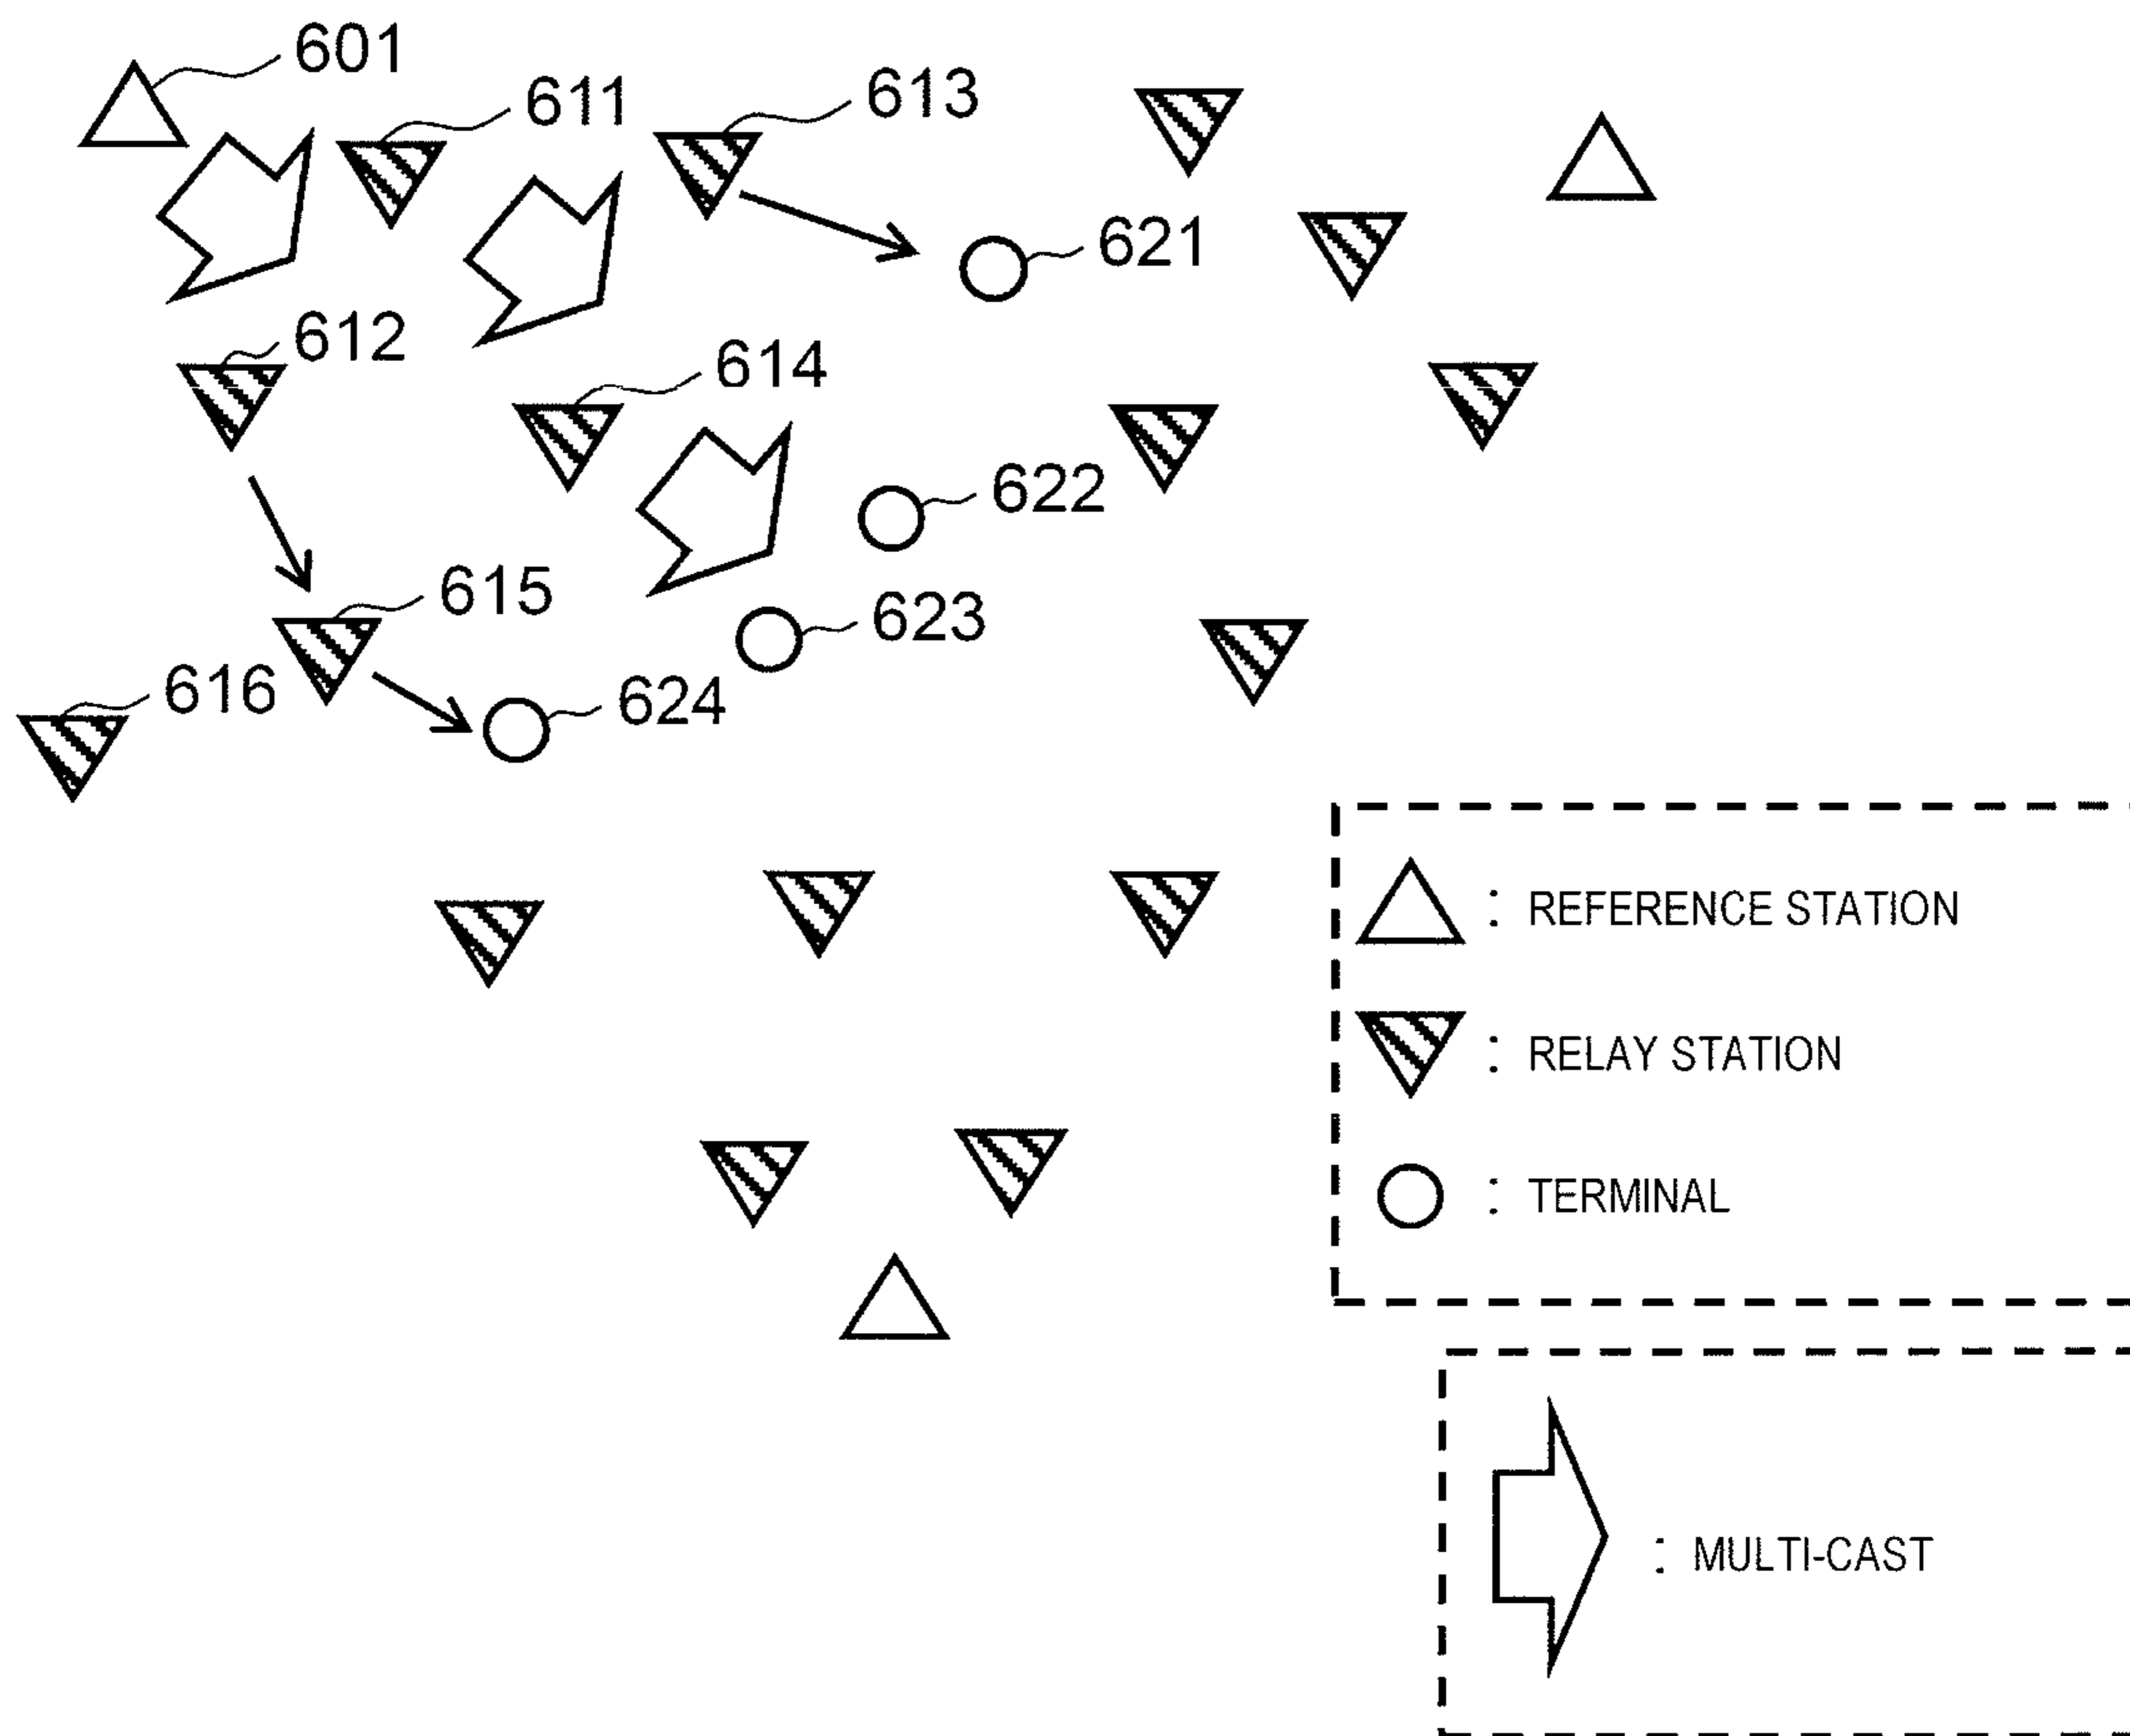 601
611
613
621
612
614
622
615
623
616
624
: REFERENCE STATION
: RELAY STATION
: TERMINAL
: MULTI-CAST